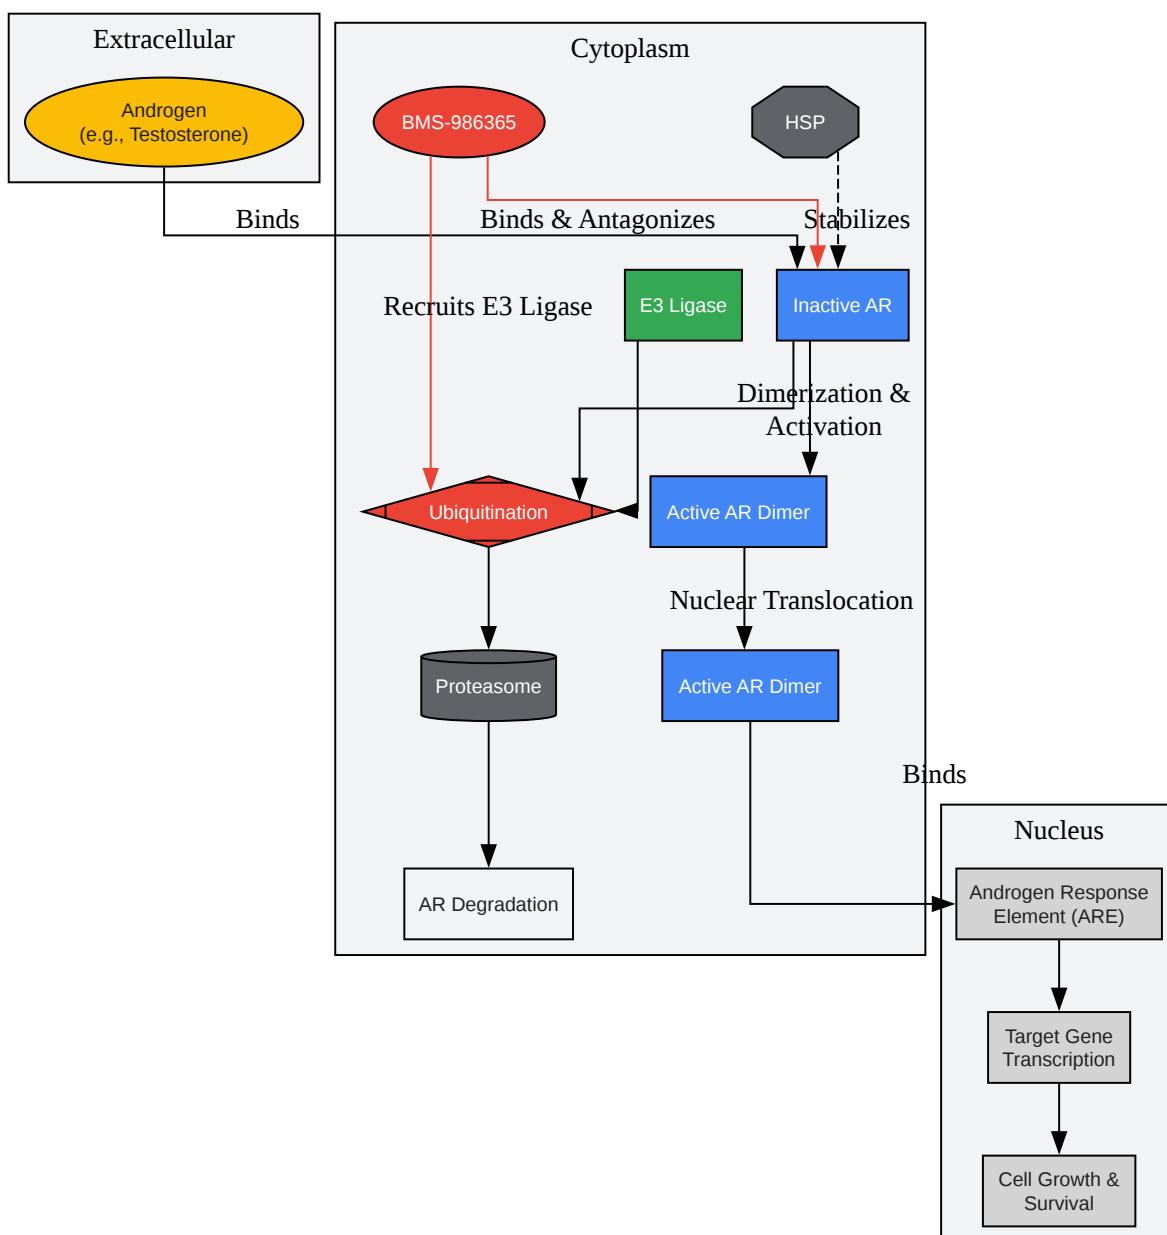 Extracellular
Cytoplasm
Androgen
(e.g., Testosterone)
BMS-986365
HSP
Binds
Binds & Antagonizes
Stabilizes
Recruits E3 Ligase
E3 Ligase
Inactive AR
Dimerization &
Activation
Ubiquitination
Active AR Dimer
Nuclear Translocation
Proteasome
Active AR Dimer
Binds
Nucleus
AR Degradation
Androgen Response
Element (ARE)
Target Gene
Transcription
Cell Growth &
Survival